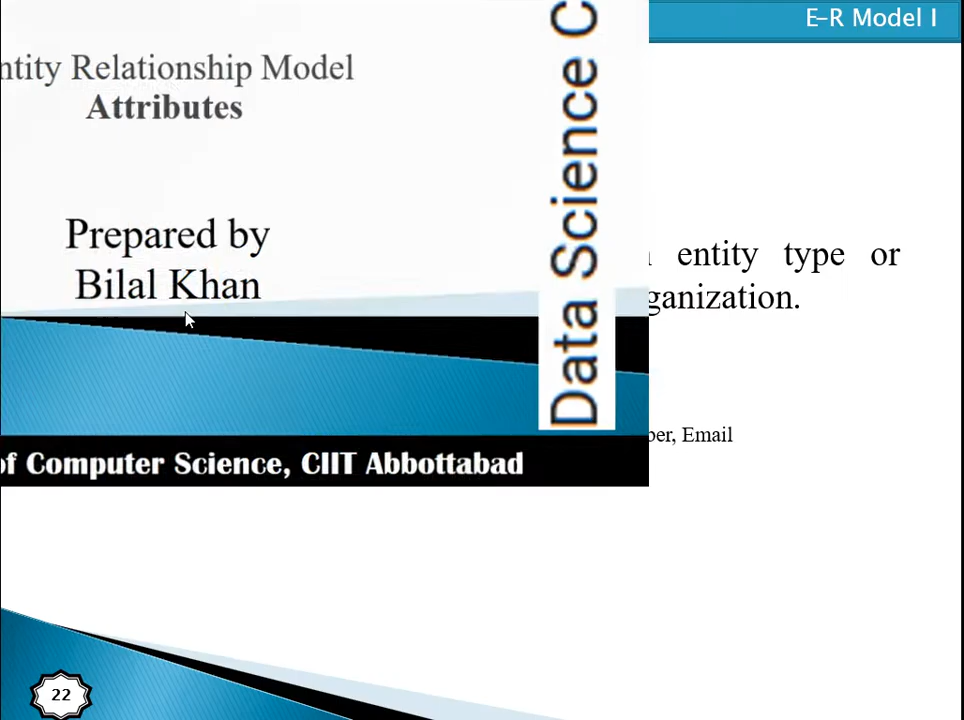 E-R Model I
ntity Relationship Model
Attributes
Prepared by
Bilal Khan
Data Science C
entity type or
ganization.
ber, Email
of Computer Science, CIIT Abbottabad
22